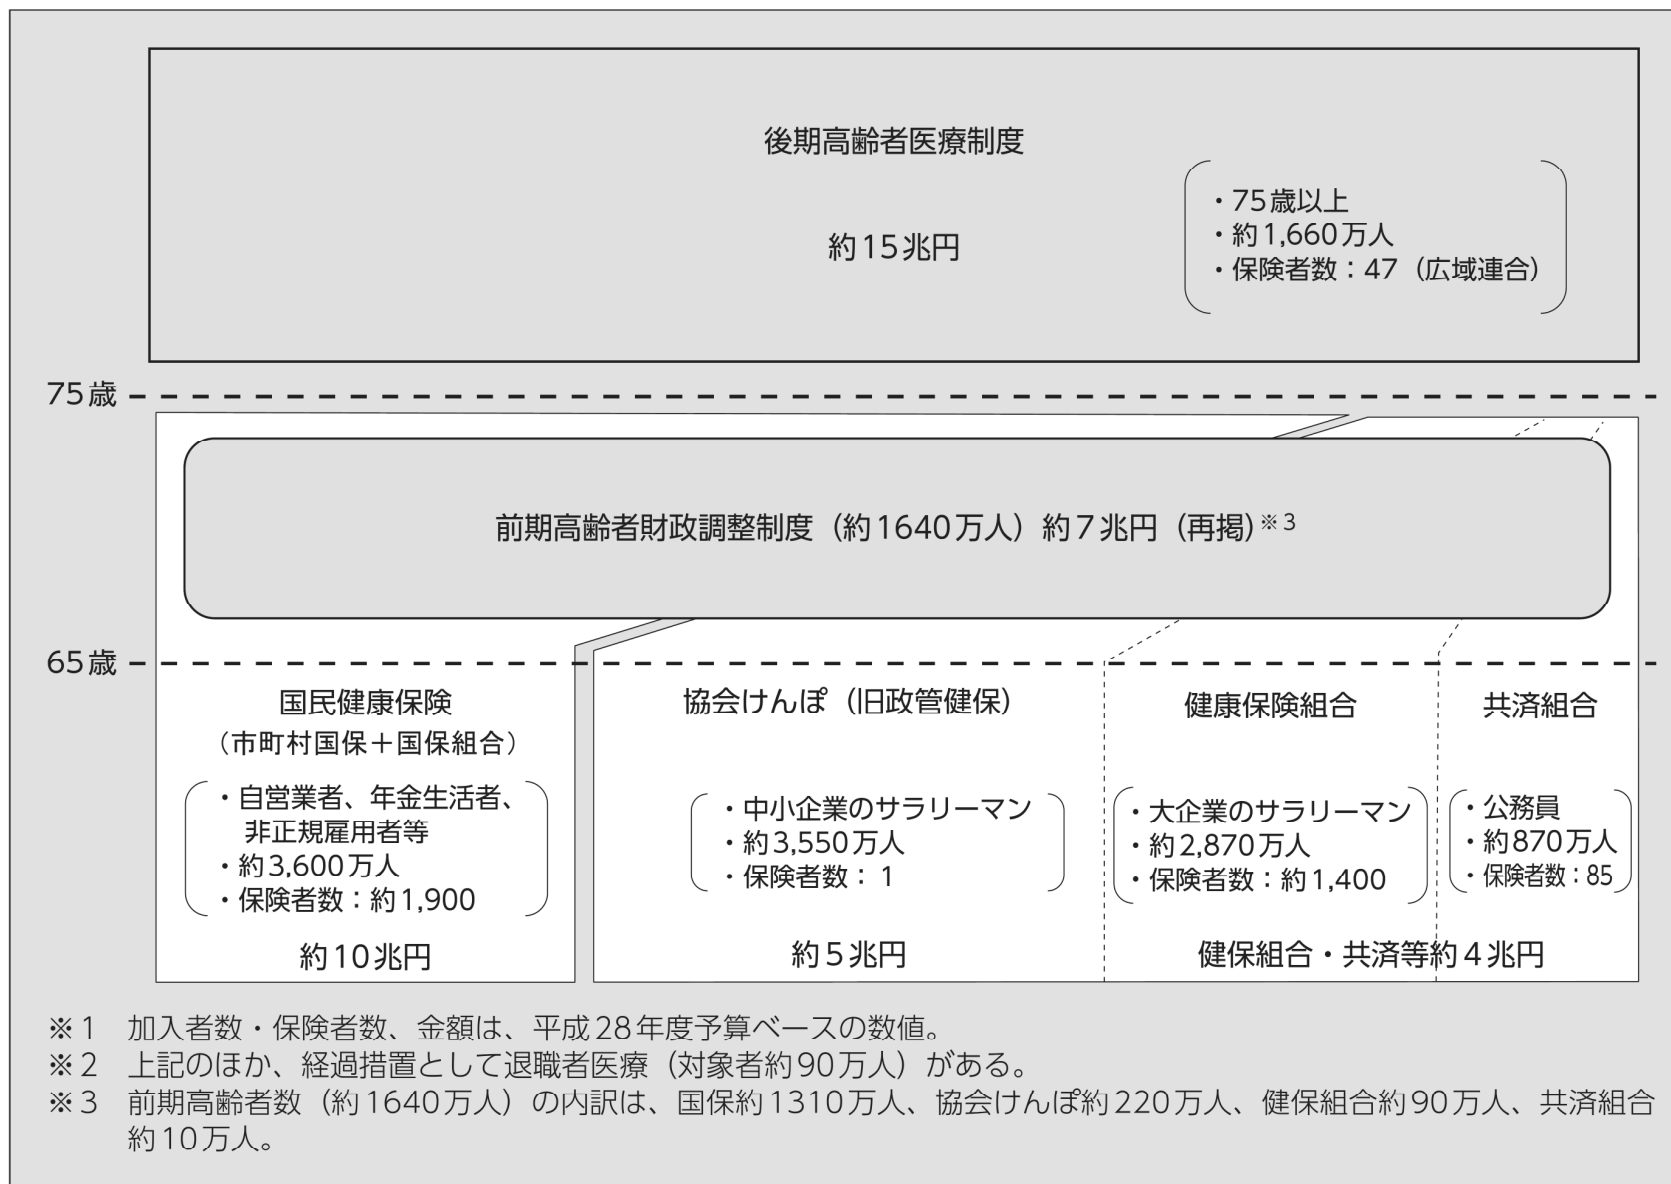 後期高齢者医療制度
約15兆円
・75歳以上
・約1,660万人
・保険者数：47（広域連合）
75歳
前期高齢者財政調整制度（約1640万人）約７兆円（再掲）※３
65歳
国民健康保険
（市町村国保＋国保組合）
・自営業者、年金生活者、
非正規雇用者等
・約3,600万人
・保険者数：約1,900
約10兆円
協会けんぽ（旧政管健保）
・中小企業のサラリーマン
・約3,550万人
・保険者数：１
約５兆円
健康保険組合
・大企業のサラリーマン
・約2,870万人
・保険者数：約1,400
共済組合
・公務員
・約870万人
・保険者数：85
健保組合・共済等約４兆円
※１　加入者数・保険者数、金額は、平成28年度予算ベースの数値。
※２　上記のほか、経過措置として退職者医療（対象者約90万人）がある。
※３　前期高齢者数（約1640万人）の内訳は、国保約1310万人、協会けんぽ約220万人、健保組合約90万人、共済組合
約10万人。